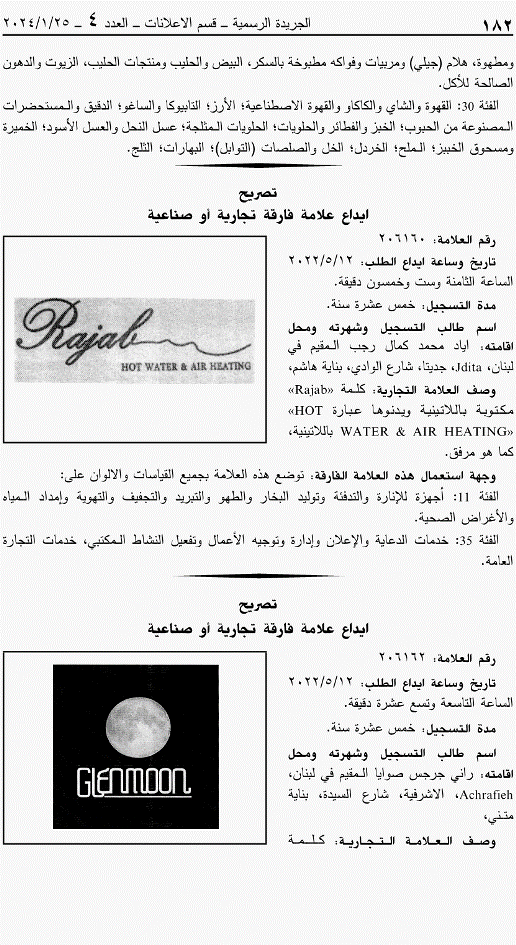 ١٨٢
الجريدة الرسمية ــ قسم الاعلانات ــ العدد ٤ ــ ٢٠٢٤/١/٢٥
ومطهوة، هلام (جيلي) ومربيات وفواكه مطبوخة بالسكر، البيض والحليب ومنتجات الحليب، الزيوت والدهون
الصالحة للأكل.
الفئة 30: القهوة والشاي والكاكاو والقهوة الاصطناعية؛ الأرز؛ التابيوكا والساغو؛ الدقيق والمستحضرات
المصنوعة من الحبوب؛ الخبز والفطائر والحلويات؛ الحلويات المثلجة؛ عسل النحل والعسل الأسود؛ الخميرة
ومسحوق الخبيز؛ الملح؛ الخردل؛ الخل والصلصات (التوابل)؛ البهارات؛ الثلج.
تصريح
ايداع علامة فارقة تجارية أو صناعية
رقم العلامة: ٢٠٦١٦٠
تاريخ وساعة ايداع الطلب: ٢٠٢٢/٥/١٢
الساعة الثامنة وست وخمسون دقيقة.
مدة التسجيل: خمس عشرة سنة.
اسم طالب التسجيل وشهرته ومحل
اقامته: اياد محمد كمال رجب المقيم في
لبنان، Jdita، جديتا، شارع الوادي، بناية هاشم،
وصف العلامة التجارية: كلمة «Rajab»
مكتوبة باللاتينية ويدنوها عبارة «HOT
WATER & AIR HEATING» باللاتينية،
كما هو مرفق.
Rajab
HOT WATER & AIR HEATING
وجهة استعمال هذه العلامة الفارقة: توضع هذه العلامة بجميع القياسات والالوان على:
الفئة 11: أجهزة للإنارة والتدفئة وتوليد البخار والطهو والتبريد والتجفيف والتهوية وإمداد المياه
والأغراض الصحية.
الفئة 35: خدمات الدعاية والإعلان وإدارة وتوجيه الأعمال وتفعيل النشاط المكتبي، خدمات التجارة
العامة.
تصريح
ايداع علامة فارقة تجارية أو صناعية
رقم العلامة: ٢٠٦١٦٢
تاريخ وساعة ايداع الطلب: ٢٠٢٢/٥/١٢
الساعة التاسعة وتسع عشرة دقيقة.
مدة التسجيل: خمس عشرة سنة.
اسم طالب التسجيل وشهرته ومحل
اقامته: راني جرجس صوايا المقيم في لبنان،
Achrafieh، الاشرفية، شارع السيدة، بناية
متني،
وصف العلامة التجارية: كلمة
GLENMOON